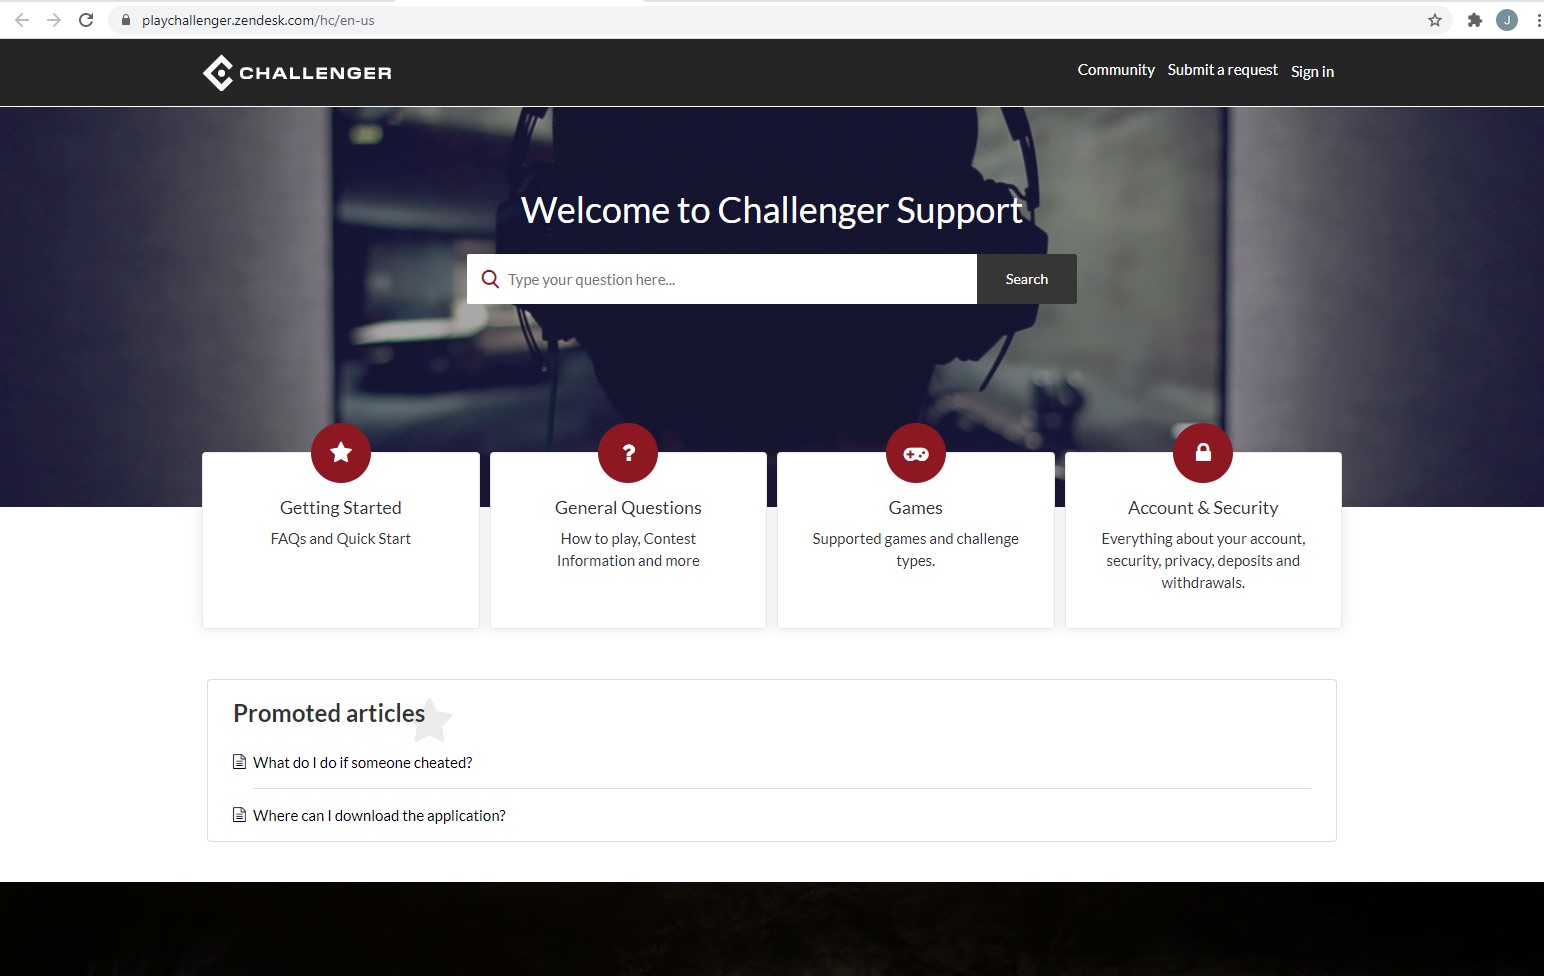 playchallenger.zendesk.com/hc/en-us
J
CHALLENGER
Community Submit a request Sign in
Welcome to Challenger Support
Type your question here...
Search
Getting Started
FAQs and Quick Start
General Questions
How to play, Contest
Information and more
Games
Supported games and challenge
types.
Account & Security
Everything about your account,
security, privacy, deposits and
withdrawals.
Promoted articles
What do I do if someone cheated?
Where can I download the application?